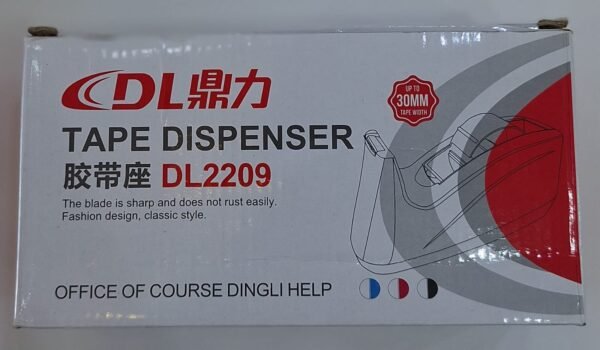 CDL鼎力
UP TO
30MM
TAPE WIDTH
TAPE DISPENSER
胶带座 DL2209
The blade is sharp and does not rust easily.
Fashion design, classic style.
OFFICE OF COURSE DINGLI HELP